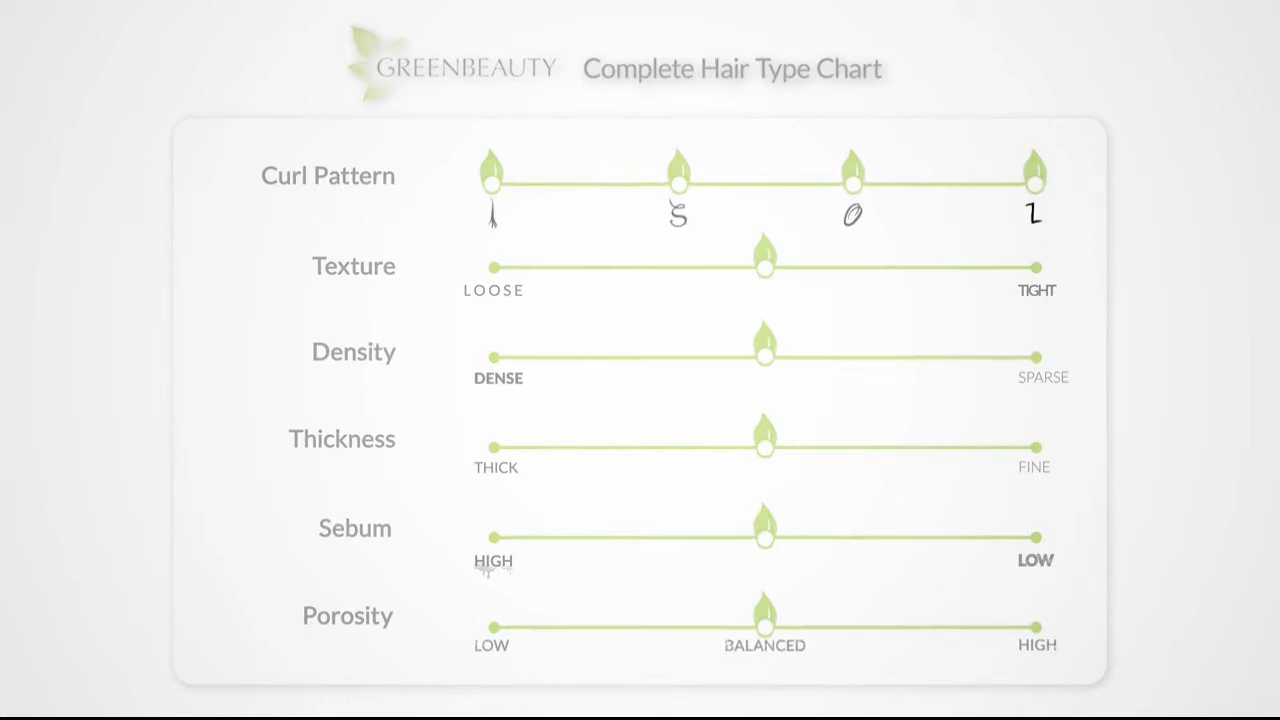 GREENBEAUTY Complete Hair Type Chart
Curl Pattern
I S O Z
Texture
LOOSE TIGHT
Density
DENSE SPARSE
Thickness
THICK FINE
Sebum
HIGH LOW
Porosity
LOW BALANCED HIGH